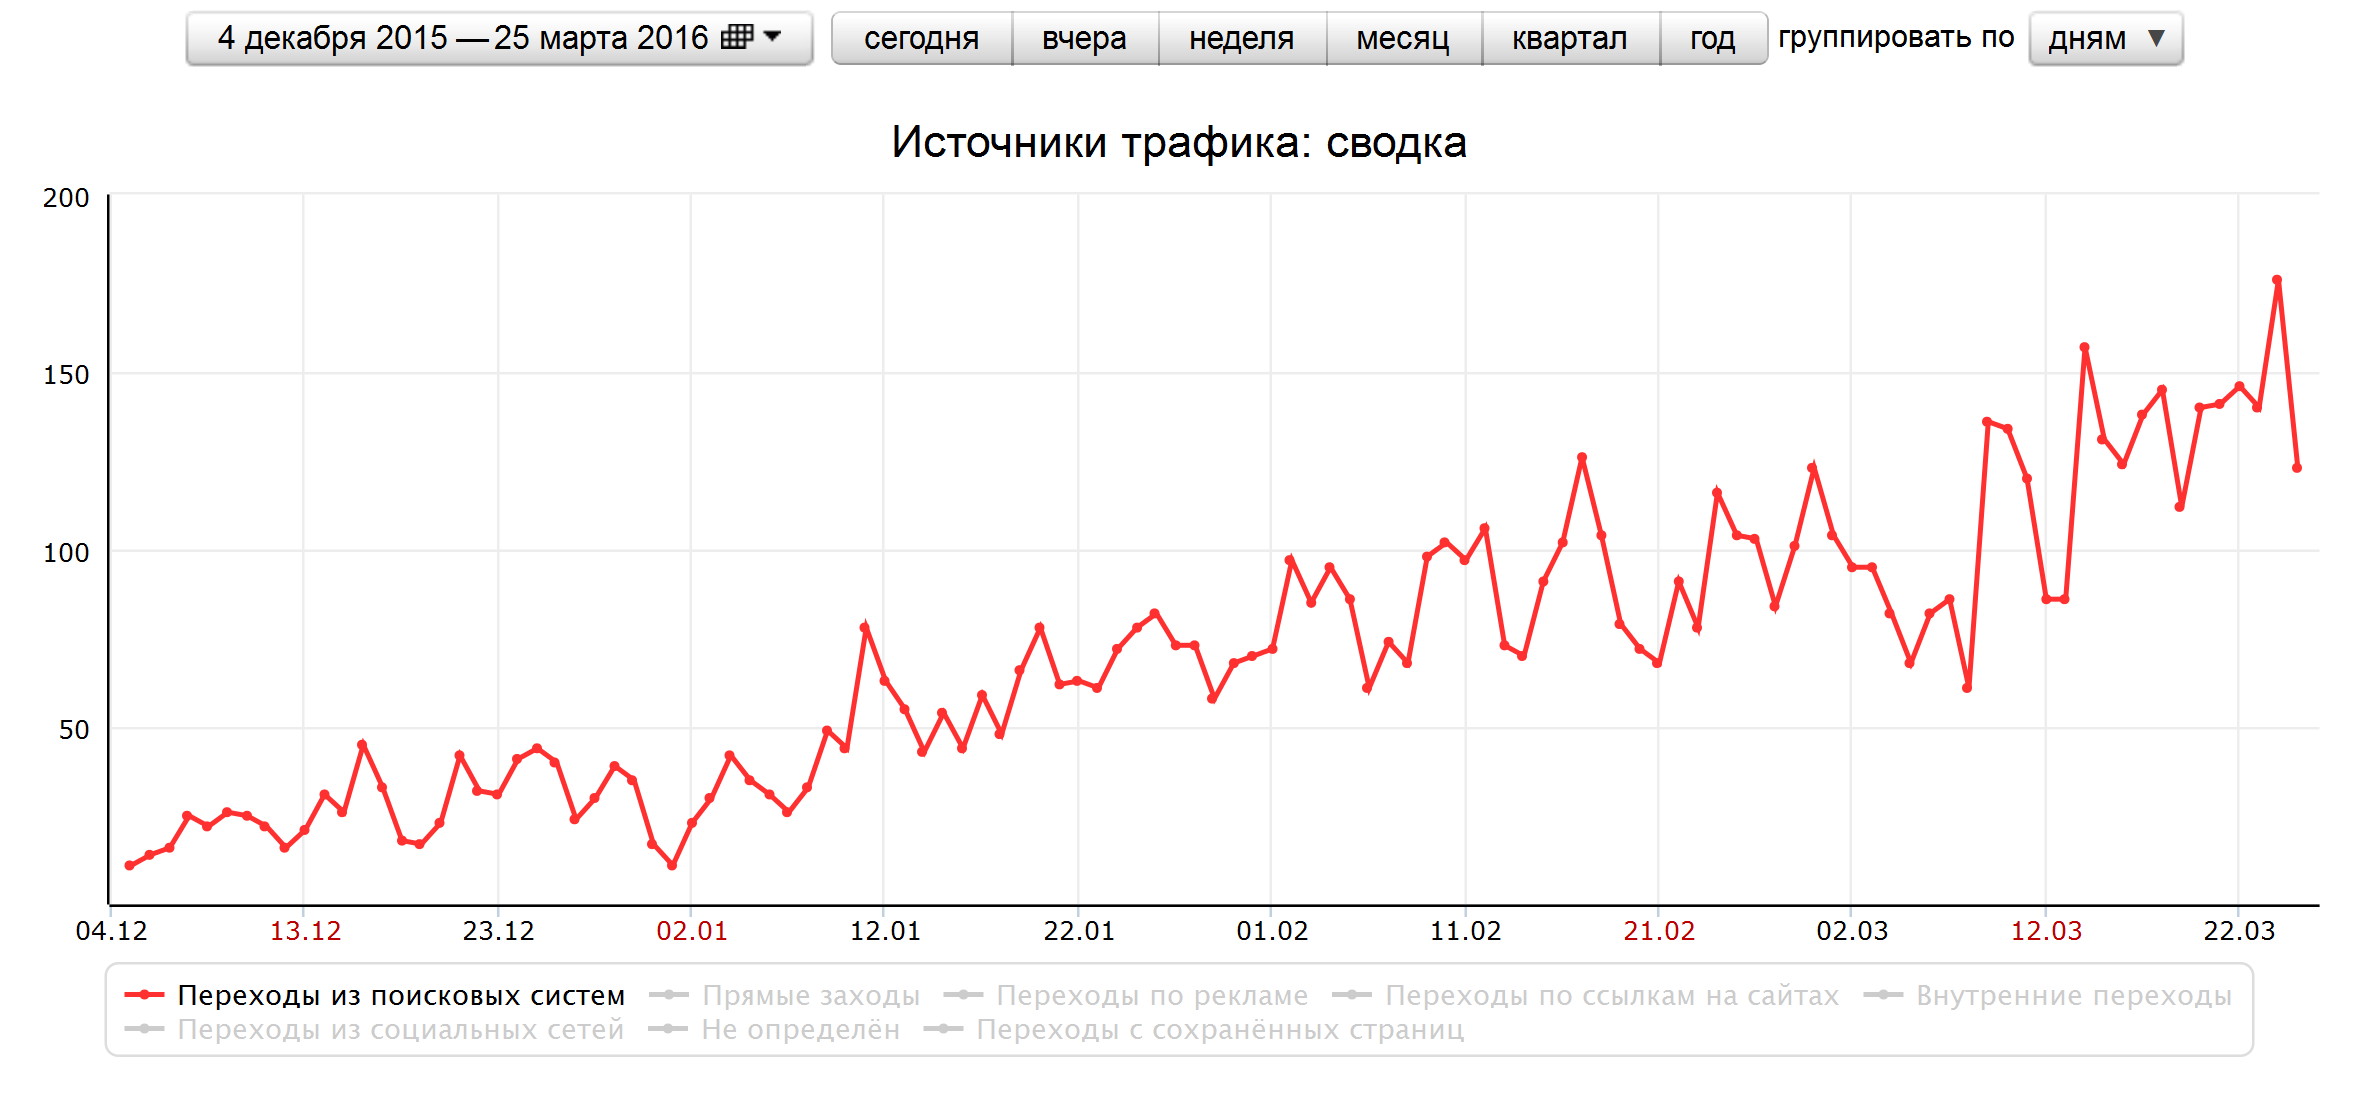 4 декабря 2015 — 25 марта 2016 сегодня вчера неделя месяц квартал год группировать по дням ▼
Источники трафика: сводка
200
150
100
50
04.12 13.12 23.12 02.01 12.01 22.01 01.02 11.02 21.02 02.03 12.03 22.03
Переходы из поисковых систем Прямые заходы Переходы по рекламе Переходы по ссылкам на сайтах Внутренние переходы
Переходы из социальных сетей Не определён Переходы с сохранённых страниц